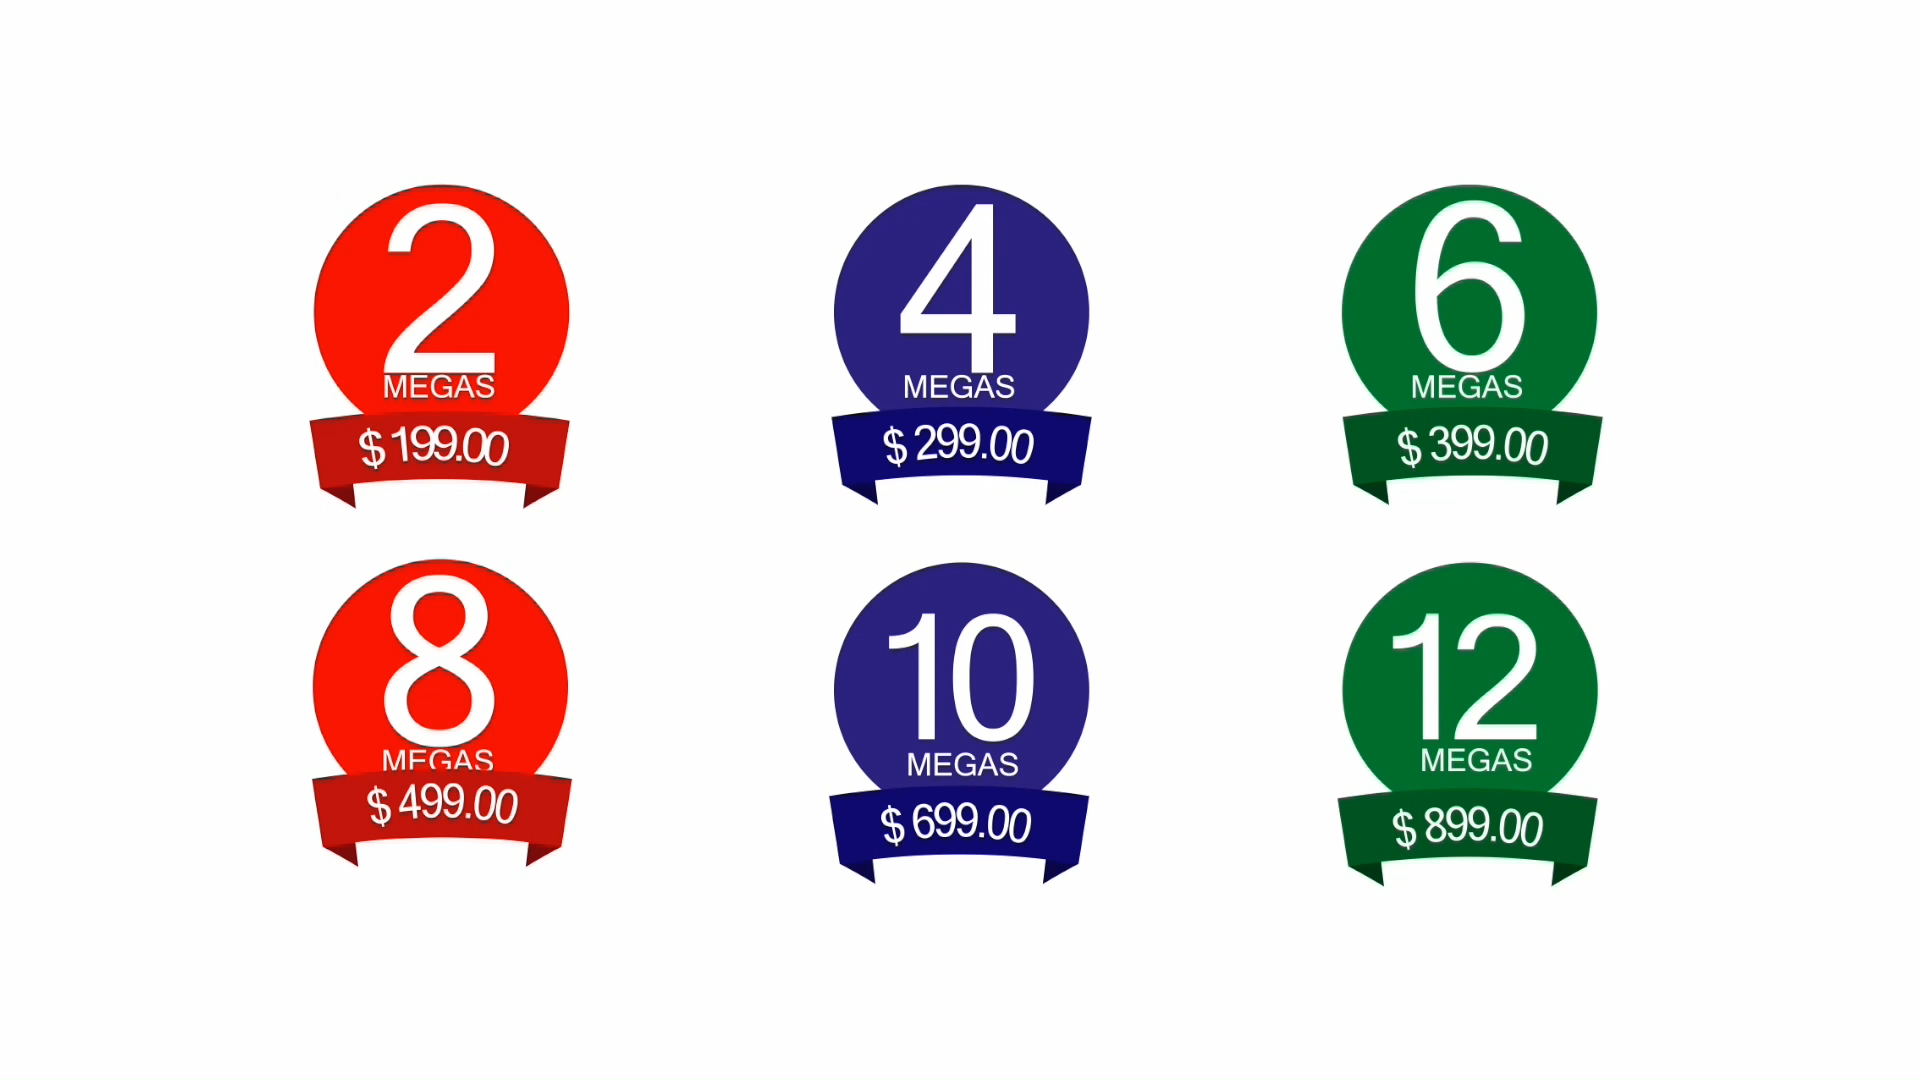 2
MEGAS
$ 199.00
4
MEGAS
$ 299.00
6
MEGAS
$ 399.00
8
MEGAS
$ 499.00
10
MEGAS
$ 699.00
12
MEGAS
$ 899.00